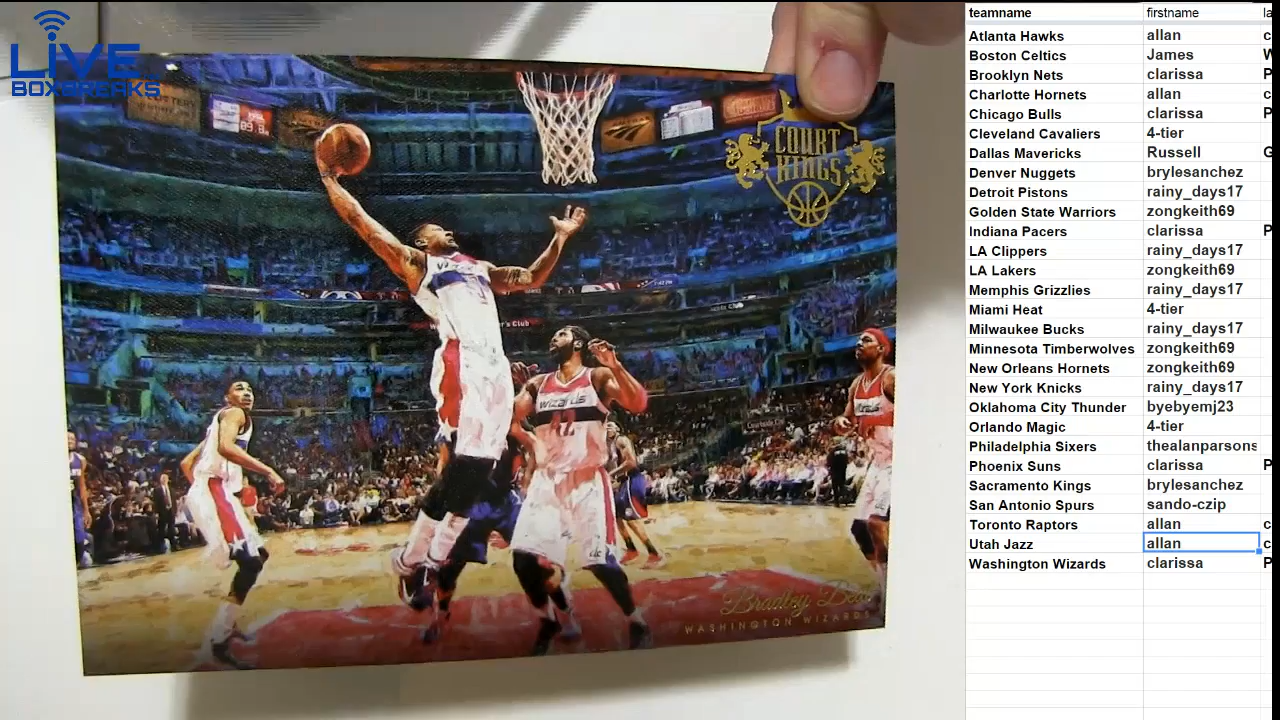 LIVE
BOXBREAKS
COURT
KINGS
Wizards
42
Bradley Beal
WASHINGTON WIZARDS
teamname firstname la
Atlanta Hawks allan c
Boston Celtics James W
Brooklyn Nets clarissa P
Charlotte Hornets allan c
Chicago Bulls clarissa P
Cleveland Cavaliers 4-tier
Dallas Mavericks Russell G
Denver Nuggets brylesanchez
Detroit Pistons rainy_days17
Golden State Warriors zongkeith69
Indiana Pacers clarissa P
LA Clippers rainy_days17
LA Lakers zongkeith69
Memphis Grizzlies rainy_days17
Miami Heat 4-tier
Milwaukee Bucks rainy_days17
Minnesota Timberwolves zongkeith69
New Orleans Hornets zongkeith69
New York Knicks rainy_days17
Oklahoma City Thunder byebyemj23
Orlando Magic 4-tier
Philadelphia Sixers thealanparsons
Phoenix Suns clarissa P
Sacramento Kings brylesanchez
San Antonio Spurs sando-czip
Toronto Raptors allan c
Utah Jazz allan c
Washington Wizards clarissa P